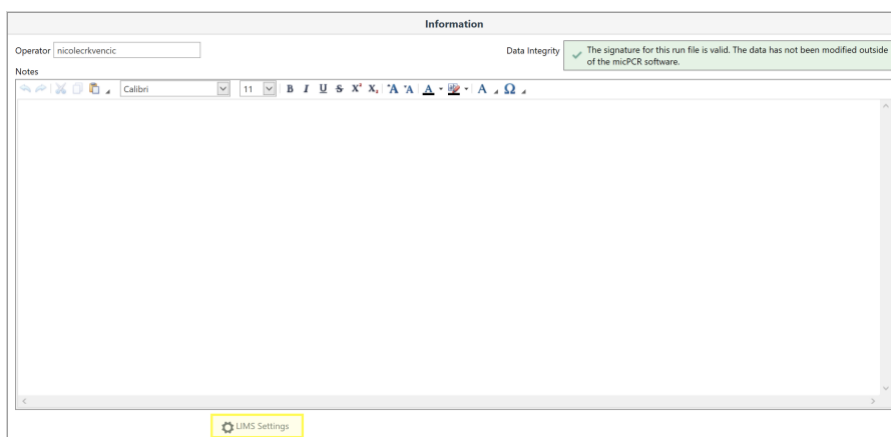 Information
Operator nicolecrkvencic
Data Integrity
The signature for this run file is valid. The data has not been modified outside
of the micPCR software.
Notes
Calibri 11 B I U S X² X₂ A A A A Ω
LIMS Settings